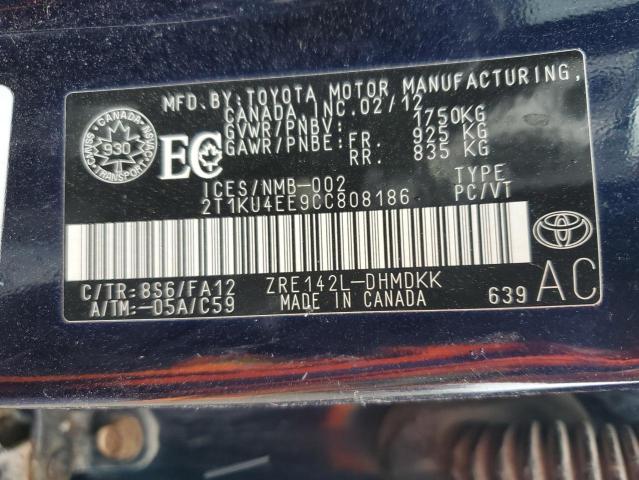 MFD. BY: TOYOTA MOTOR MANUFACTURING,
CANADA, INC. 02/12
GVWR/PNBV: 1750KG
GAWR/PNBE: FR. 925 KG
RR. 835 KG
CANADA
930
TRANSPORT
EC
ICES/NMB-002
TYPE
2T1KU4EE9CC808186
PC/VT
C/TR: 8S6/FA12
ZRE142L-DHMDKK
A/TM:-05A/C59
MADE IN CANADA
639
AC